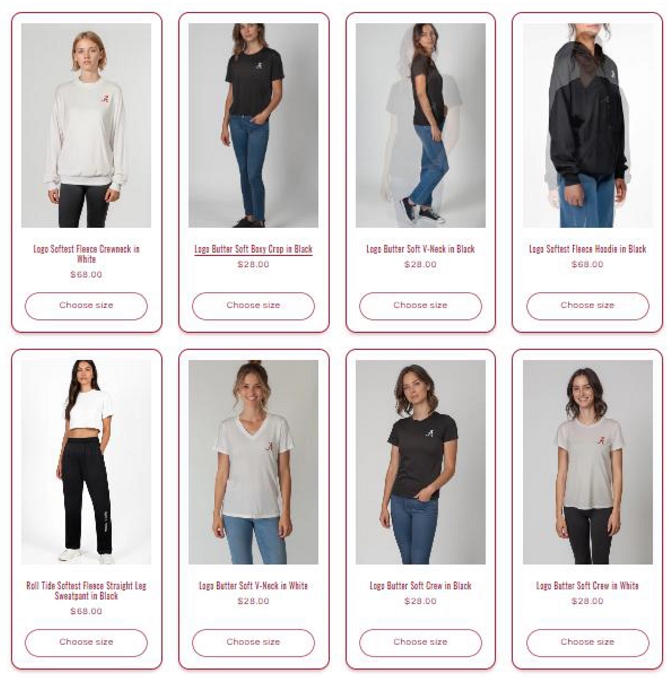 Logo Softest Fleece Crewneck in
White
$68.00
Choose size
Logo Butter Soft Boxy Crop in Black
$28.00
Choose size
Logo Butter Soft V-Neck in Black
$28.00
Choose size
Logo Softest Fleece Hoodie in Black
$68.00
Choose size
Roll Tide Softest Fleece Straight Leg
Sweatpant in Black
$68.00
Choose size
Logo Butter Soft V-Neck in White
$28.00
Choose size
Logo Butter Soft Crew in Black
$28.00
Choose size
Logo Butter Soft Crew in White
$28.00
Choose size